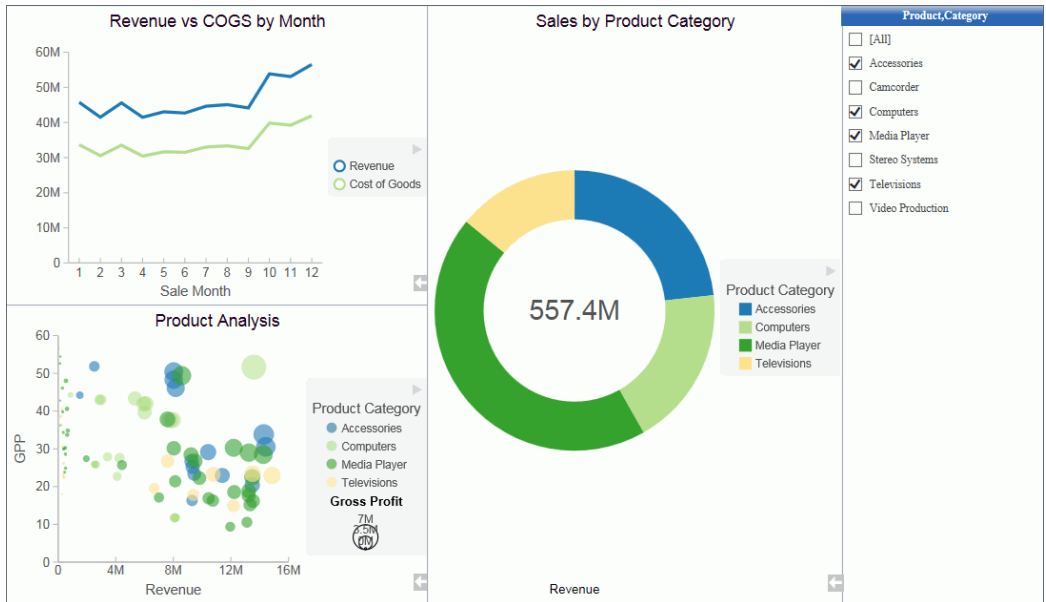 Revenue vs COGS by Month
60M
50M
40M
30M
20M
10M
0
1 2 3 4 5 6 7 8 9 10 11 12
Sale Month
Revenue
Cost of Goods
Product Analysis
60
50
40
30
20
10
0
GPP
0 4M 8M 12M 16M
Revenue
Product Category
Accessories
Computers
Media Player
Televisions
Gross Profit
7M
3.5M
0M
Sales by Product Category
557.4M
Revenue
Product Category
Accessories
Computers
Media Player
Televisions
Product,Category
[All]
Accessories
Camcorder
Computers
Media Player
Stereo Systems
Televisions
Video Production